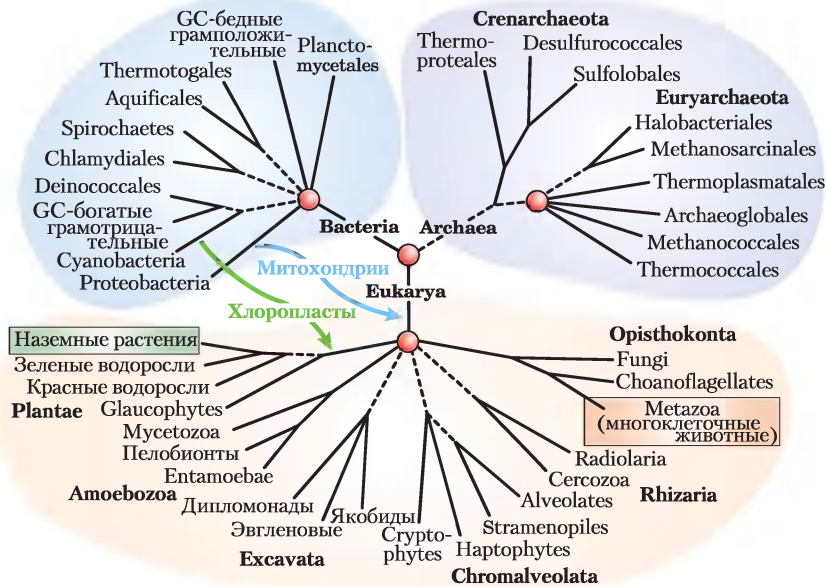 GC-бедные
грамположи-
тельные
Plancto-
mycetales
Thermotogales
Aquificales
Spirochaetes
Chlamydiales
Deinococcales
GC-богатые
грамотрица-
тельные
Cyanobacteria
Proteobacteria
Bacteria
Crenarchaeota
Thermo-
proteales
Desulfurococcales
Sulfolobales
Euryarchaeota
Halobacteriales
Methanosarcinales
Thermoplasmatales
Archaeoglobales
Methanococcales
Thermococcales
Archaea
Митохондрии
Eukarya
Хлоропласты
Наземные растения
Зеленые водоросли
Красные водоросли
Plantae
Glaucophytes
Mycetozoa
Пелобионты
Entamoebae
Amoebozoa
Дипломонады
Эвгленовые
Якобиды
Excavata
Crypto-
phytes
Haptophytes
Stramenopiles
Alveolates
Chromalveolata
Cercozoa
Radiolaria
Rhizaria
Opisthokonta
Fungi
Choanoflagellates
Metazoa
(многоклеточные
животные)